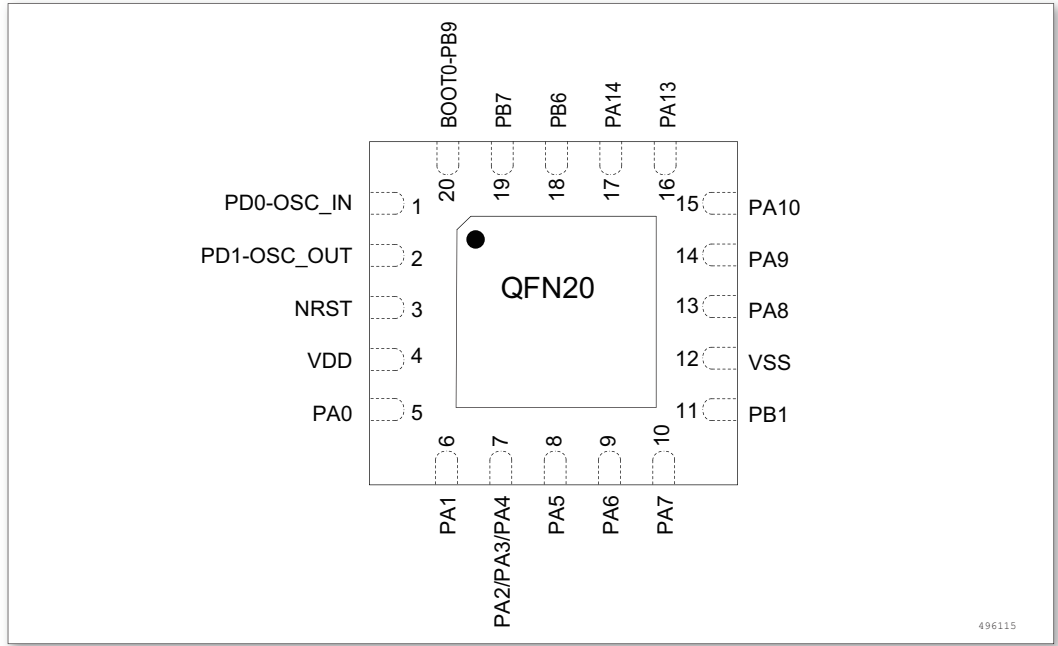 BOOT0-PB9
PB7
PB6
PA14
PA13
20
19
18
17
16
PD0-OSC_IN
1
PD1-OSC_OUT
2
NRST
3
VDD
4
PA0
5
QFN20
15
PA10
14
PA9
13
PA8
12
VSS
11
PB1
6
7
8
9
10
PA1
PA2/PA3/PA4
PA5
PA6
PA7
496115